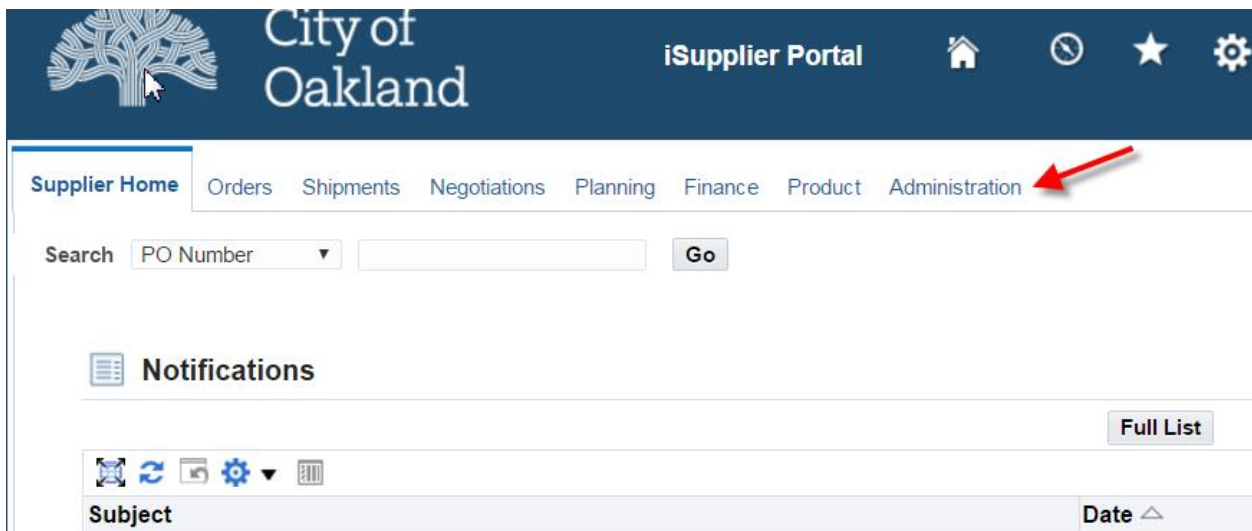 City of
Oakland
iSupplier Portal
Supplier Home Orders Shipments Negotiations Planning Finance Product Administration
Search PO Number Go
Notifications
Full List
Subject Date